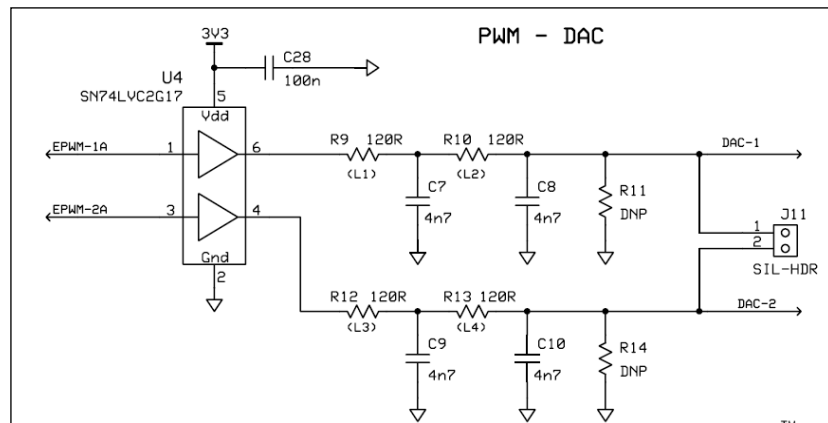 PWM - DAC
3V3
C28
100n
U4
SN74LVC2G17
5
Vdd
EPWM-1A 1 6 R9 120R R10 120R DAC-1
(L1) (L2)
C7 C8 R11
4n7 4n7 DNP
EPWM-2A 3 4
J11
1
2
SIL-HDR
Gnd
2
R12 120R R13 120R DAC-2
(L3) (L4)
C9 C10 R14
4n7 4n7 DNP